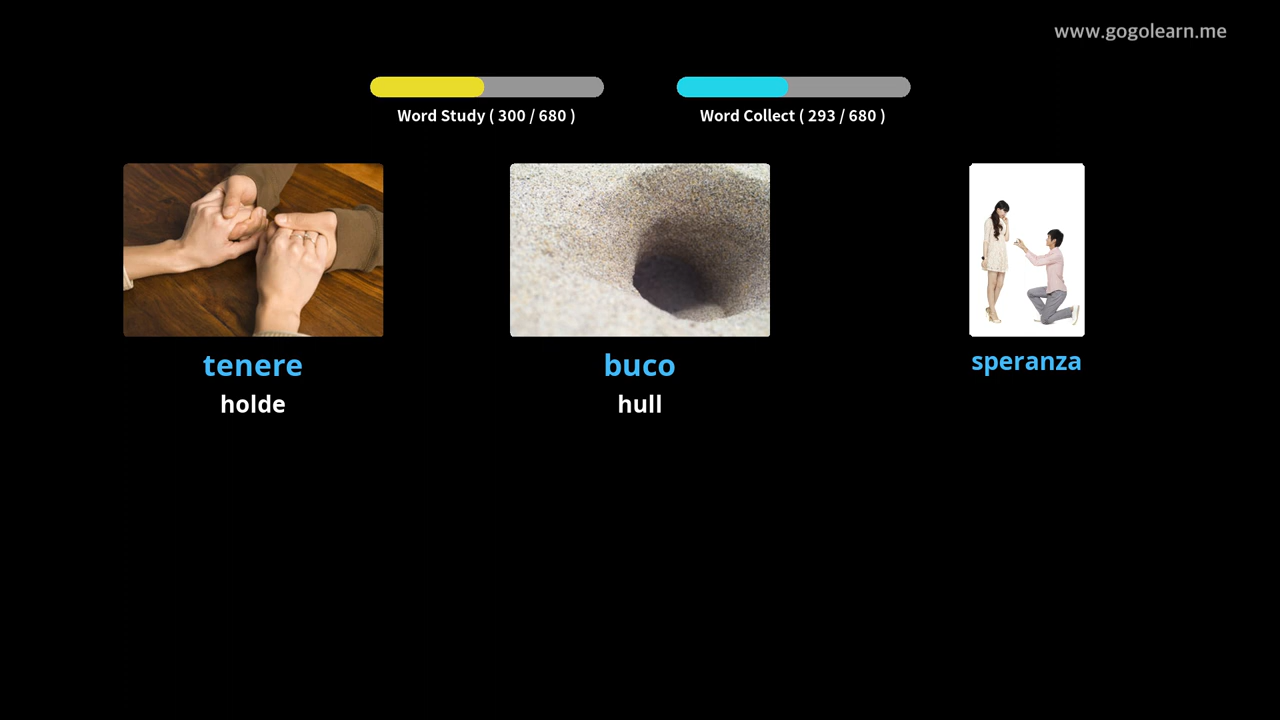 www.gogolearn.me
Word Study ( 300 / 680 )
Word Collect ( 293 / 680 )
tenere
holde
buco
hull
speranza